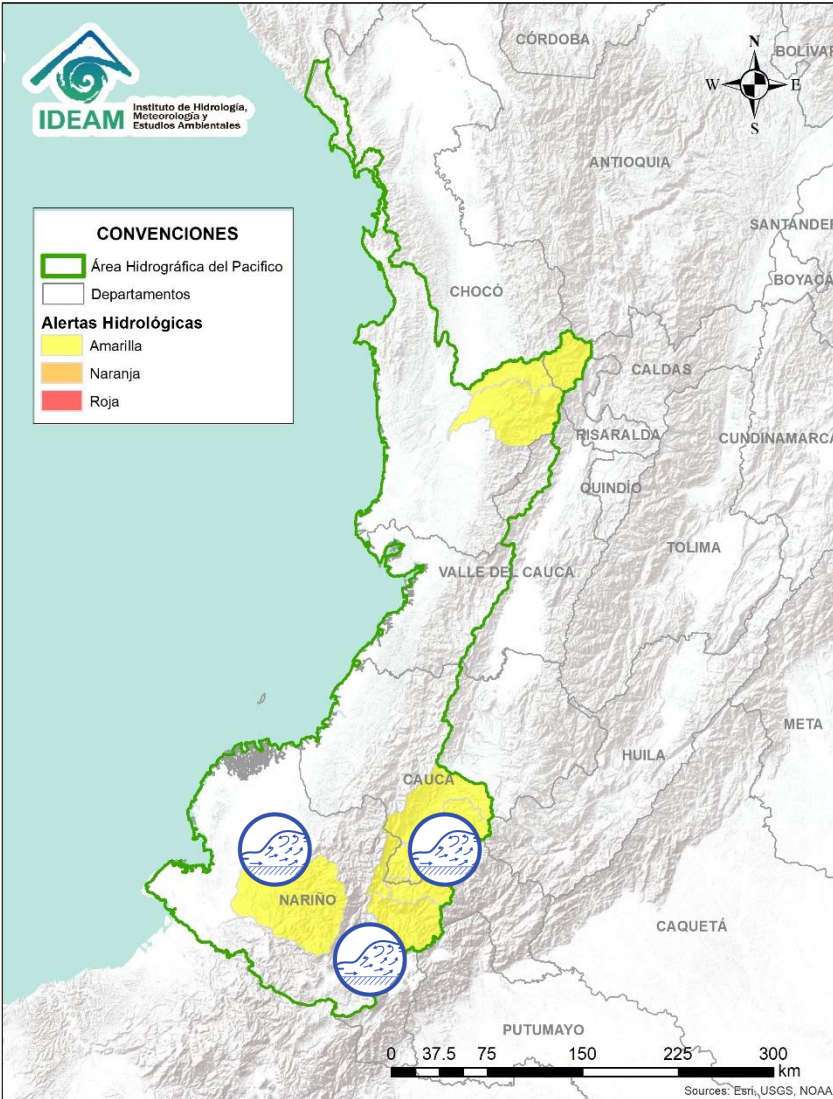 IDEAM
Instituto de Hidrología,
Meteorología y
Estudios Ambientales
CÓRDOBA
BOLÍVAR
N
W
E
S
ANTIOQUIA
SANTANDER
CONVENCIONES
Área Hidrográfica del Pacifico
Departamentos
Alertas Hidrológicas
Amarilla
Naranja
Roja
BOYACÁ
CHOCÓ
CALDAS
RISARALDA
CUNDINAMARCA
QUINDÍO
TOLIMA
VALLE DEL CAUCA
META
HUILA
CAUCA
NARIÑO
CAQUETÁ
PUTUMAYO
0 37.5 75 150 225 300
km
Sources: Esri, USGS, NOAA